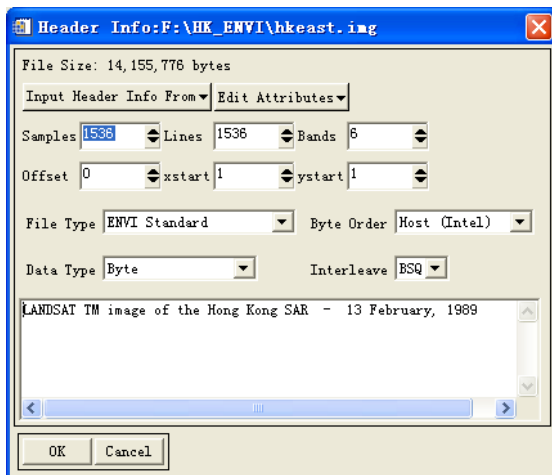 Header Info:F:\HK_ENVI\hkeast.img
File Size: 14,155,776 bytes
Input Header Info From Edit Attributes
Samples 1536 Lines 1536 Bands 6
Offset 0 xstart 1 ystart 1
File Type ENVI Standard Byte Order Host (Intel)
Data Type Byte Interleave BSQ
LANDSAT TM image of the Hong Kong SAR - 13 February, 1989
OK Cancel